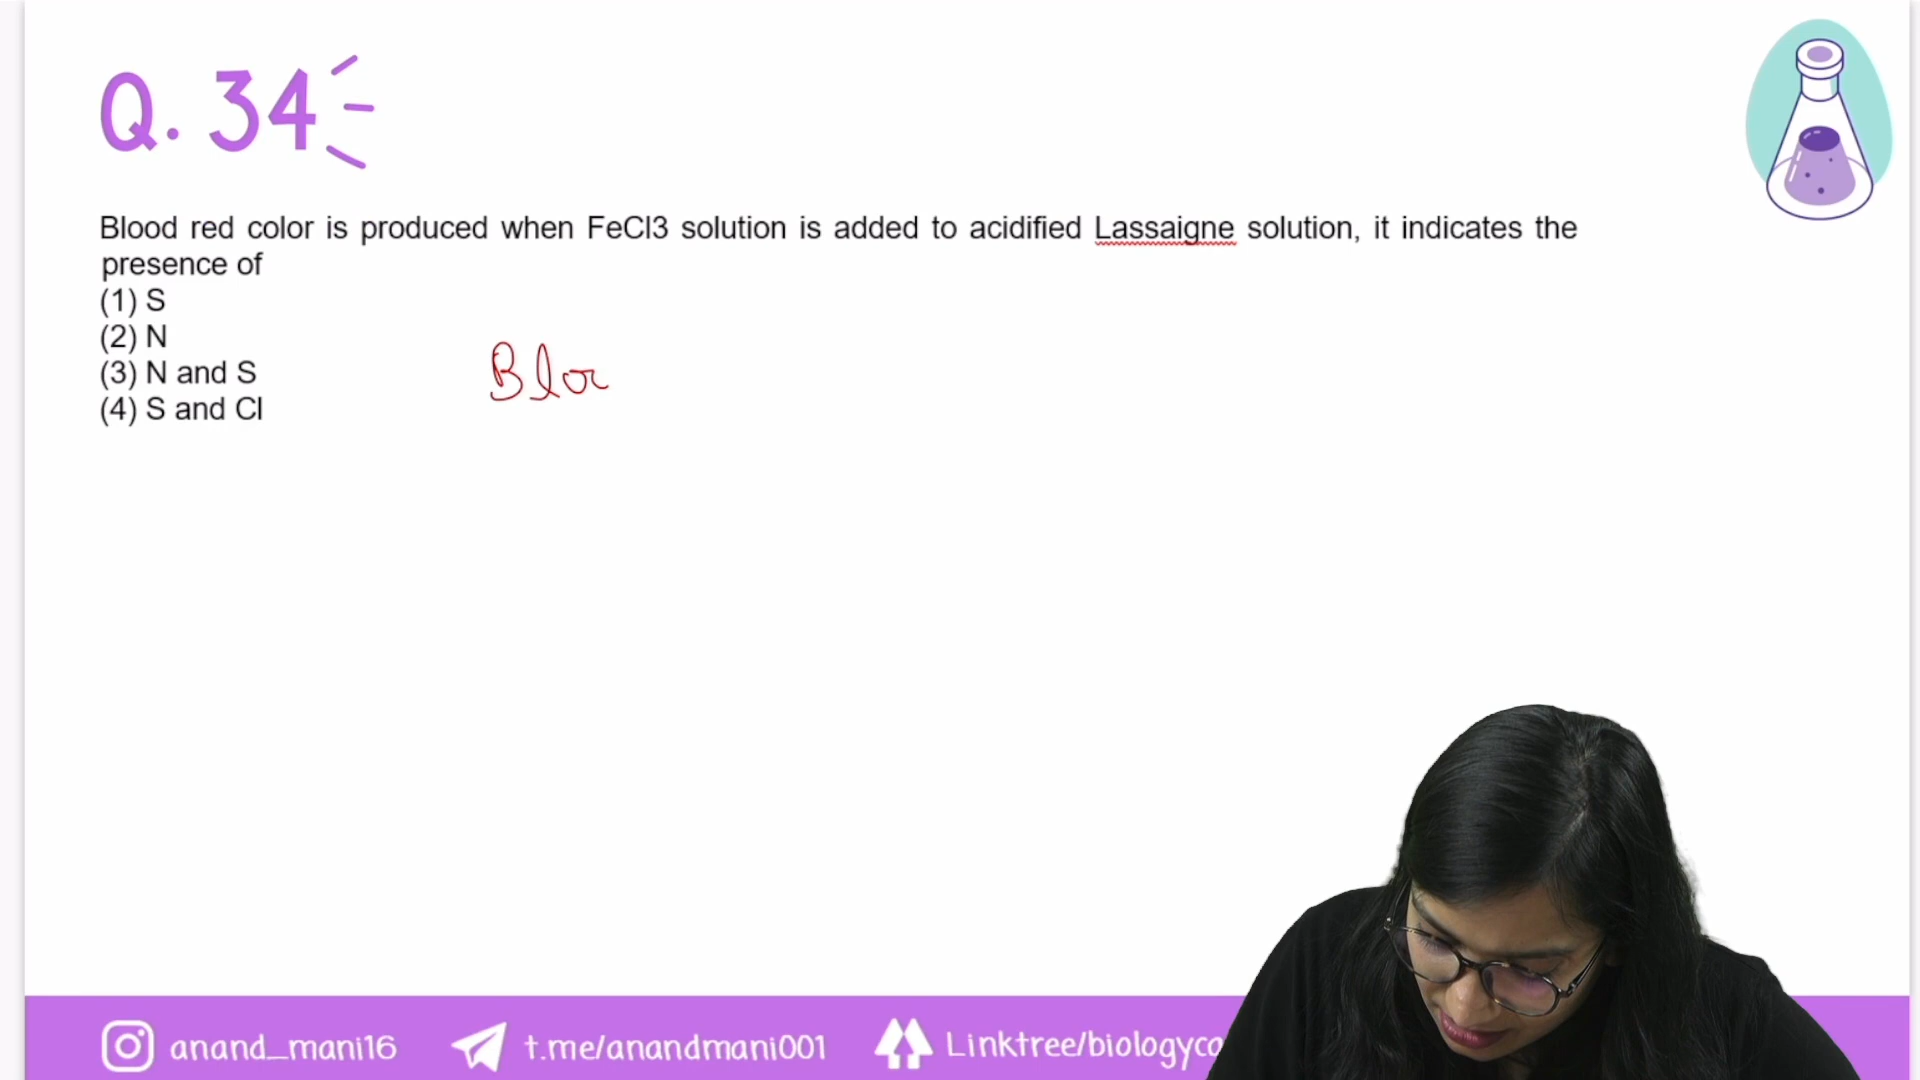 Q. 34
Blood red color is produced when FeCl3 solution is added to acidified Lassaigne solution, it indicates the
presence of
(1) S
(2) N
(3) N and S
(4) S and Cl
Bloo
anand_mani16
t.me/anandmani001
Linktree/biologyco